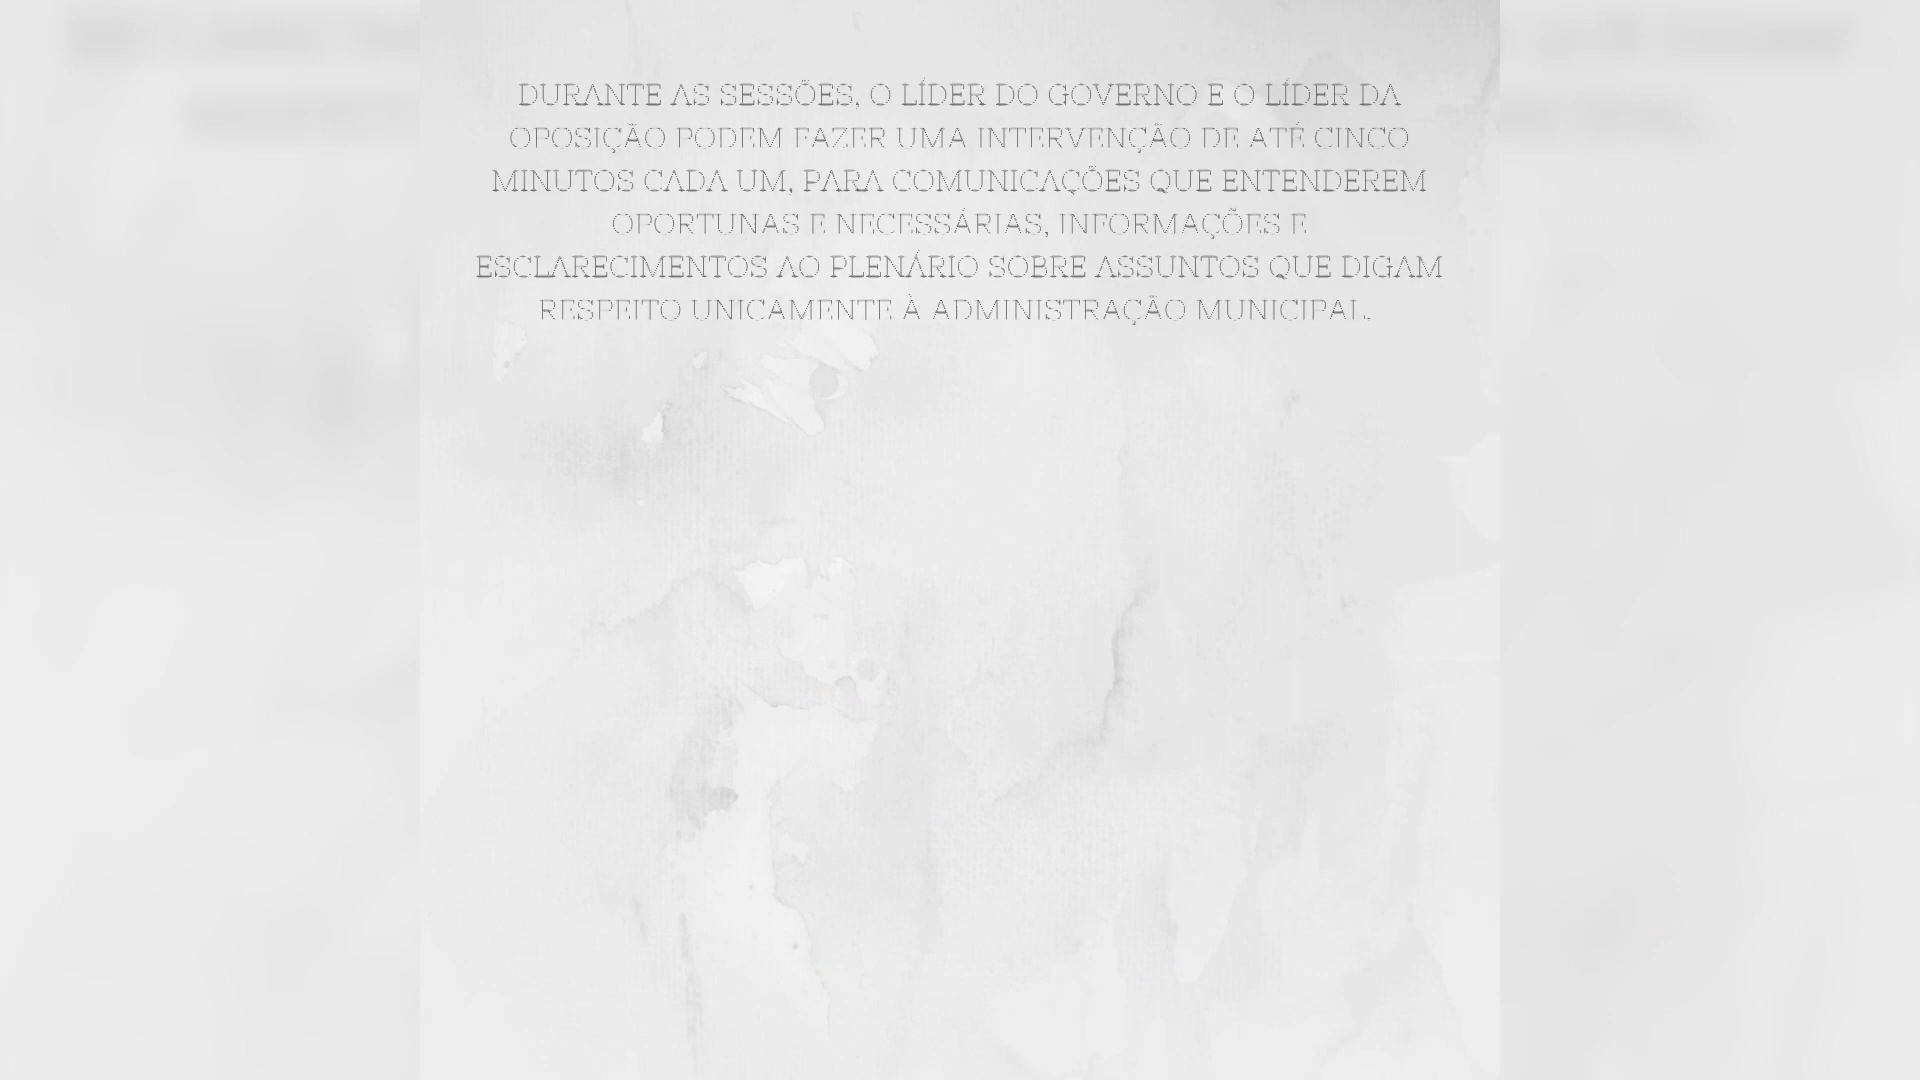 DURANTE AS SESSÕES, O LÍDER DO GOVERNO E O LÍDER DA
OPOSIÇÃO PODEM FAZER UMA INTERVENÇÃO DE ATÉ CINCO
MINUTOS CADA UM, PARA COMUNICAÇÕES QUE ENTENDEREM
OPORTUNAS E NECESSÁRIAS, INFORMAÇÕES E
ESCLARECIMENTOS AO PLENÁRIO SOBRE ASSUNTOS QUE DIGAM
RESPEITO UNICAMENTE À ADMINISTRAÇÃO MUNICIPAL.